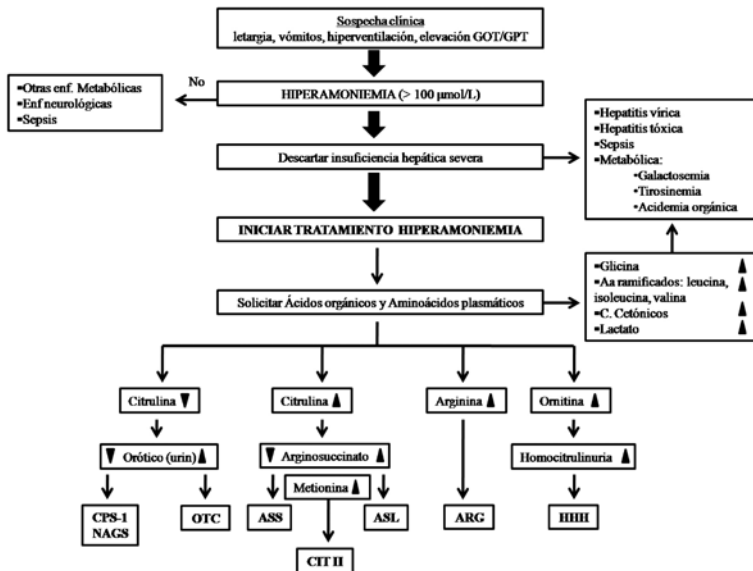 Sospecha clínica
letargia, vómitos, hiperventilación, elevación GOT/GPT
No
▪Otras enf. Metabólicas
▪Enf neurológicas
▪Sepsis
HIPERAMONIEMIA (> 100 µmol/L)
Descartar insuficiencia hepática severa
▪Hepatitis vírica
▪Hepatitis tóxica
▪Sepsis
▪Metabólica:
•Galactosemia
•Tirosinemia
•Acidemia orgánica
INICIAR TRATAMIENTO HIPERAMONIEMIA
Solicitar Ácidos orgánicos y Aminoácidos plasmáticos
▪Glicina
▪Aa ramificados: leucina,
isoleucina, valina
▪C. Cetónicos
▪Lactato
Citrulina
Citrulina
Arginina
Ornitina
Orótico (urin)
Arginosuccinato
Homocitrulinuria
Metionina
CPS-1
NAGS
OTC
ASS
ASL
ARG
HHH
CIT II